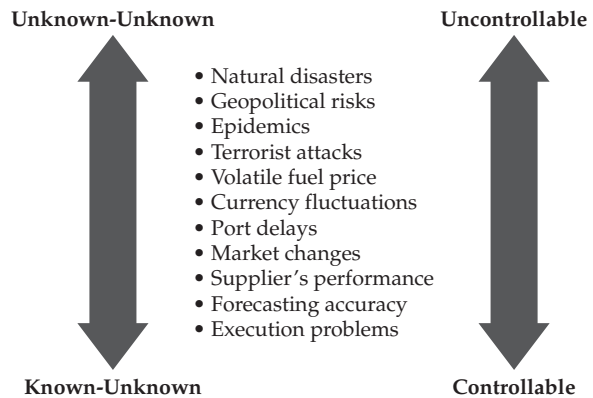 Unknown-Unknown Uncontrollable
• Natural disasters
• Geopolitical risks
• Epidemics
• Terrorist attacks
• Volatile fuel price
• Currency fluctuations
• Port delays
• Market changes
• Supplier's performance
• Forecasting accuracy
• Execution problems
Known-Unknown Controllable